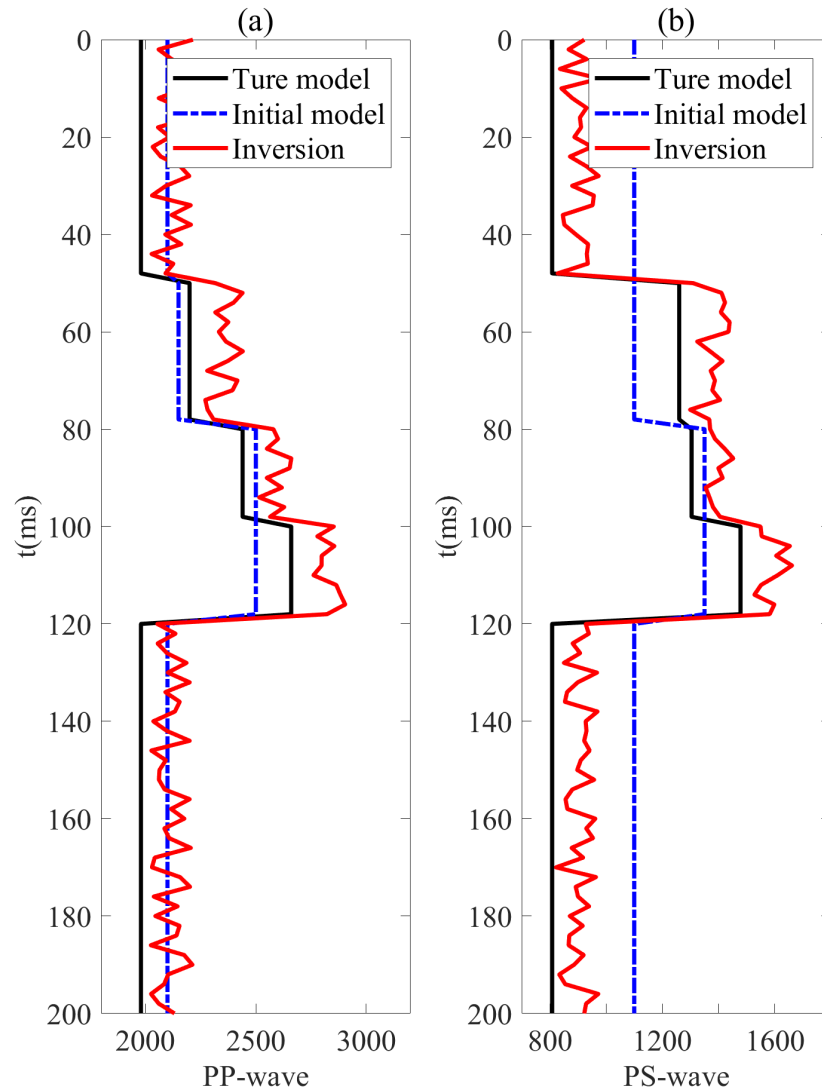 (a)
(b)
0
20
40
60
80
100
120
140
160
180
200
t(ms)
Ture model
Initial model
Inversion
2000
2500
3000
PP-wave
0
20
40
60
80
100
120
140
160
180
200
t(ms)
Ture model
Initial model
Inversion
800
1200
1600
PS-wave